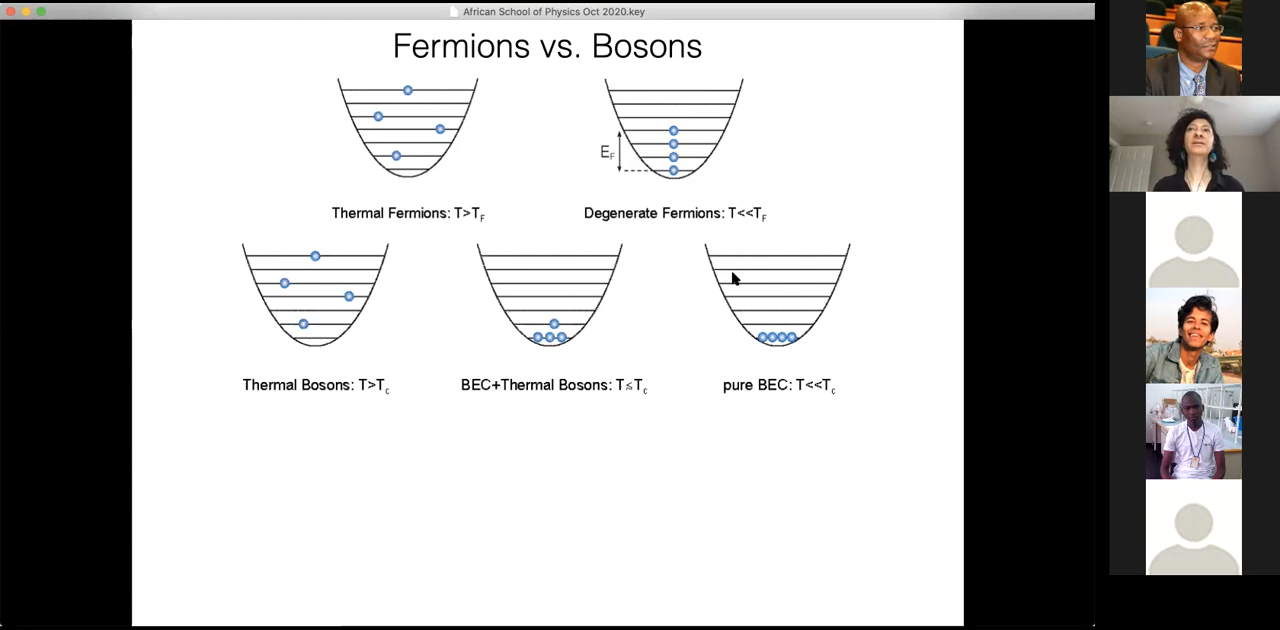 African School of Physics Oct 2020.key
Fermions vs. Bosons
E_F
Thermal Fermions: T>T_F
Degenerate Fermions: T<<T_F
Thermal Bosons: T>T_c
BEC+Thermal Bosons: T≲T_c
pure BEC: T<<T_c